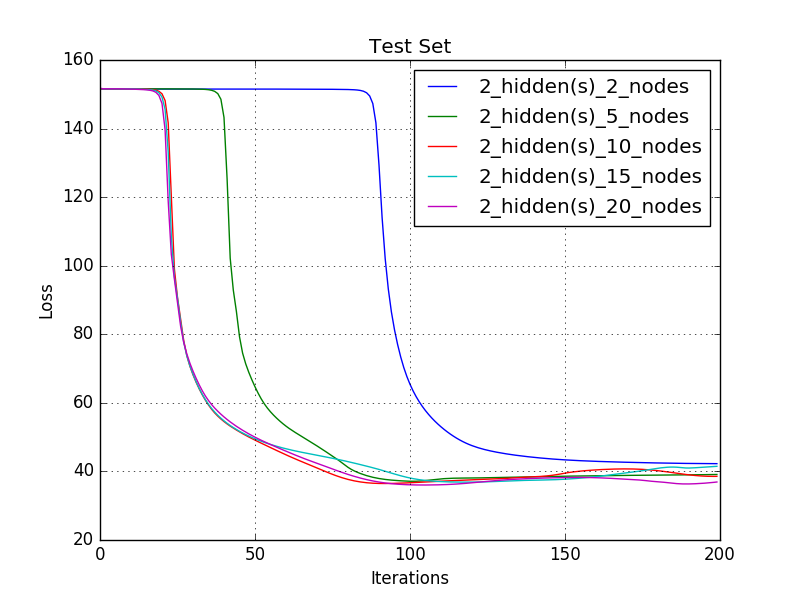 Test Set
160
140
120
100
80
60
40
20
Loss
2_hidden(s)_2_nodes
2_hidden(s)_5_nodes
2_hidden(s)_10_nodes
2_hidden(s)_15_nodes
2_hidden(s)_20_nodes
0
50
100
150
200
Iterations